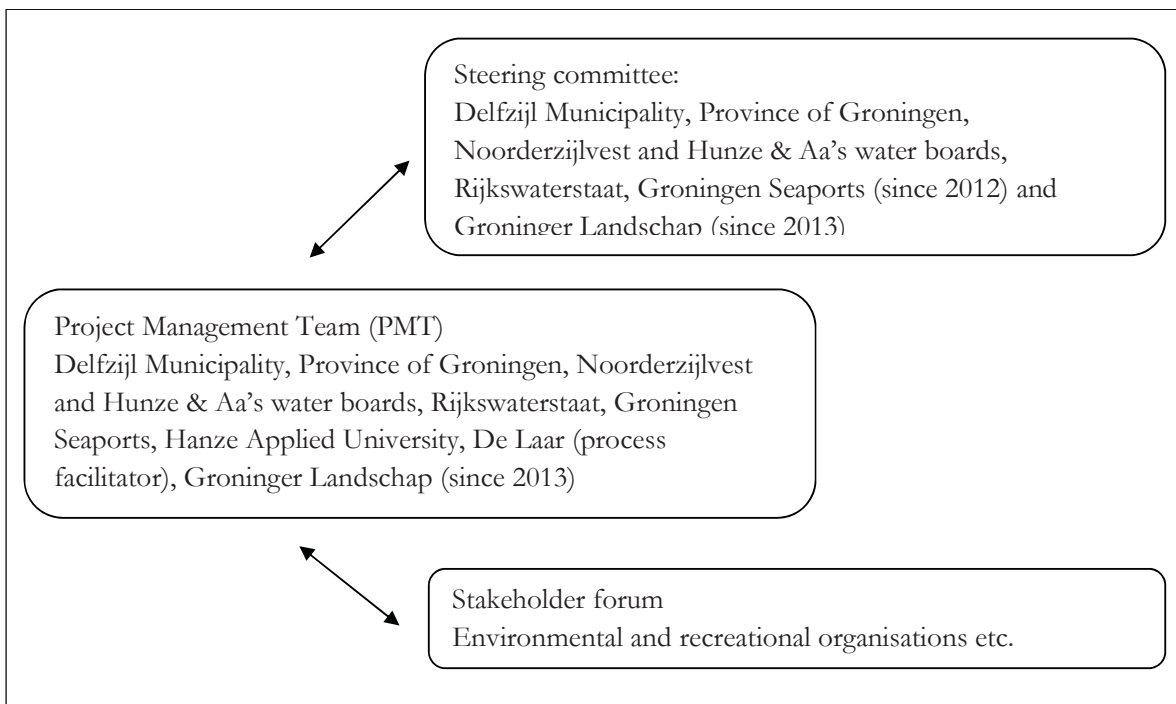 Steering committee:
Delfzijl Municipality, Province of Groningen,
Noorderzijlvest and Hunze & Aa’s water boards,
Rijkswaterstaat, Groningen Seaports (since 2012) and
Groninger Landschap (since 2013)
Project Management Team (PMT)
Delfzijl Municipality, Province of Groningen, Noorderzijlvest
and Hunze & Aa’s water boards, Rijkswaterstaat, Groningen
Seaports, Hanze Applied University, De Laar (process
facilitator), Groninger Landschap (since 2013)
Stakeholder forum
Environmental and recreational organisations etc.